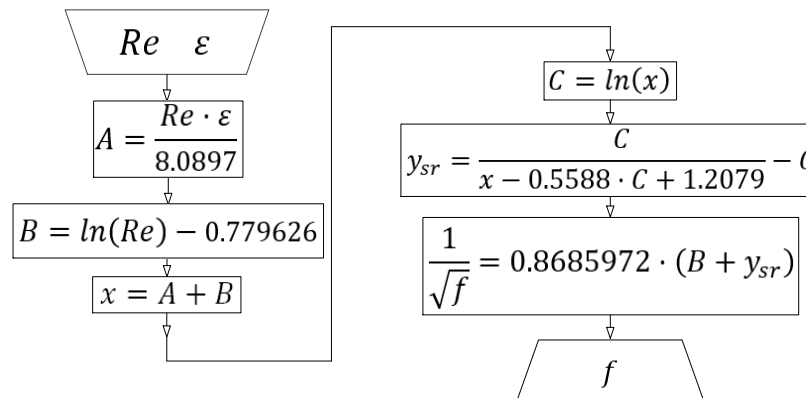 Re ε
A = Re · ε / 8.0897
B = ln(Re) − 0.779626
x = A + B
C = ln(x)
y_sr = C / (x − 0.5588 · C + 1.2079) −
1/√f = 0.8685972 · (B + y_sr)
f